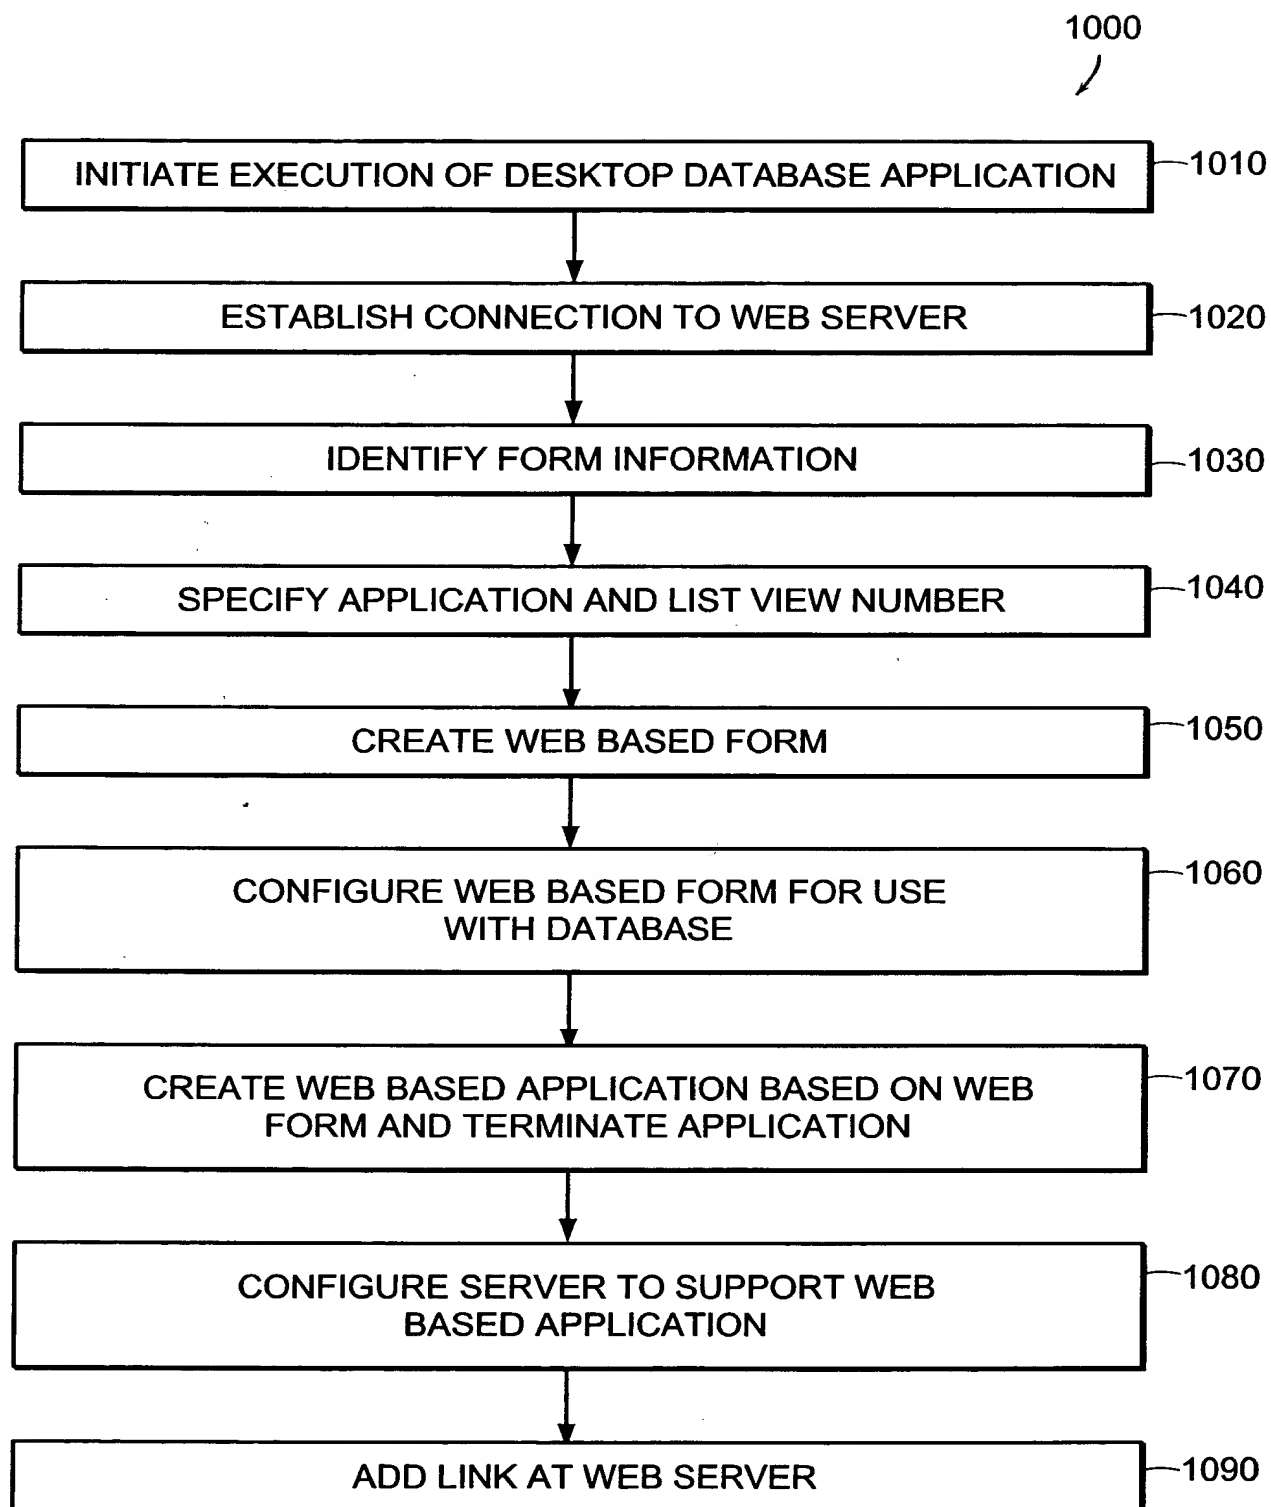 1000
INITIATE EXECUTION OF DESKTOP DATABASE APPLICATION
1010
ESTABLISH CONNECTION TO WEB SERVER
1020
IDENTIFY FORM INFORMATION
1030
SPECIFY APPLICATION AND LIST VIEW NUMBER
1040
CREATE WEB BASED FORM
1050
CONFIGURE WEB BASED FORM FOR USE
WITH DATABASE
1060
CREATE WEB BASED APPLICATION BASED ON WEB
FORM AND TERMINATE APPLICATION
1070
CONFIGURE SERVER TO SUPPORT WEB
BASED APPLICATION
1080
ADD LINK AT WEB SERVER
1090